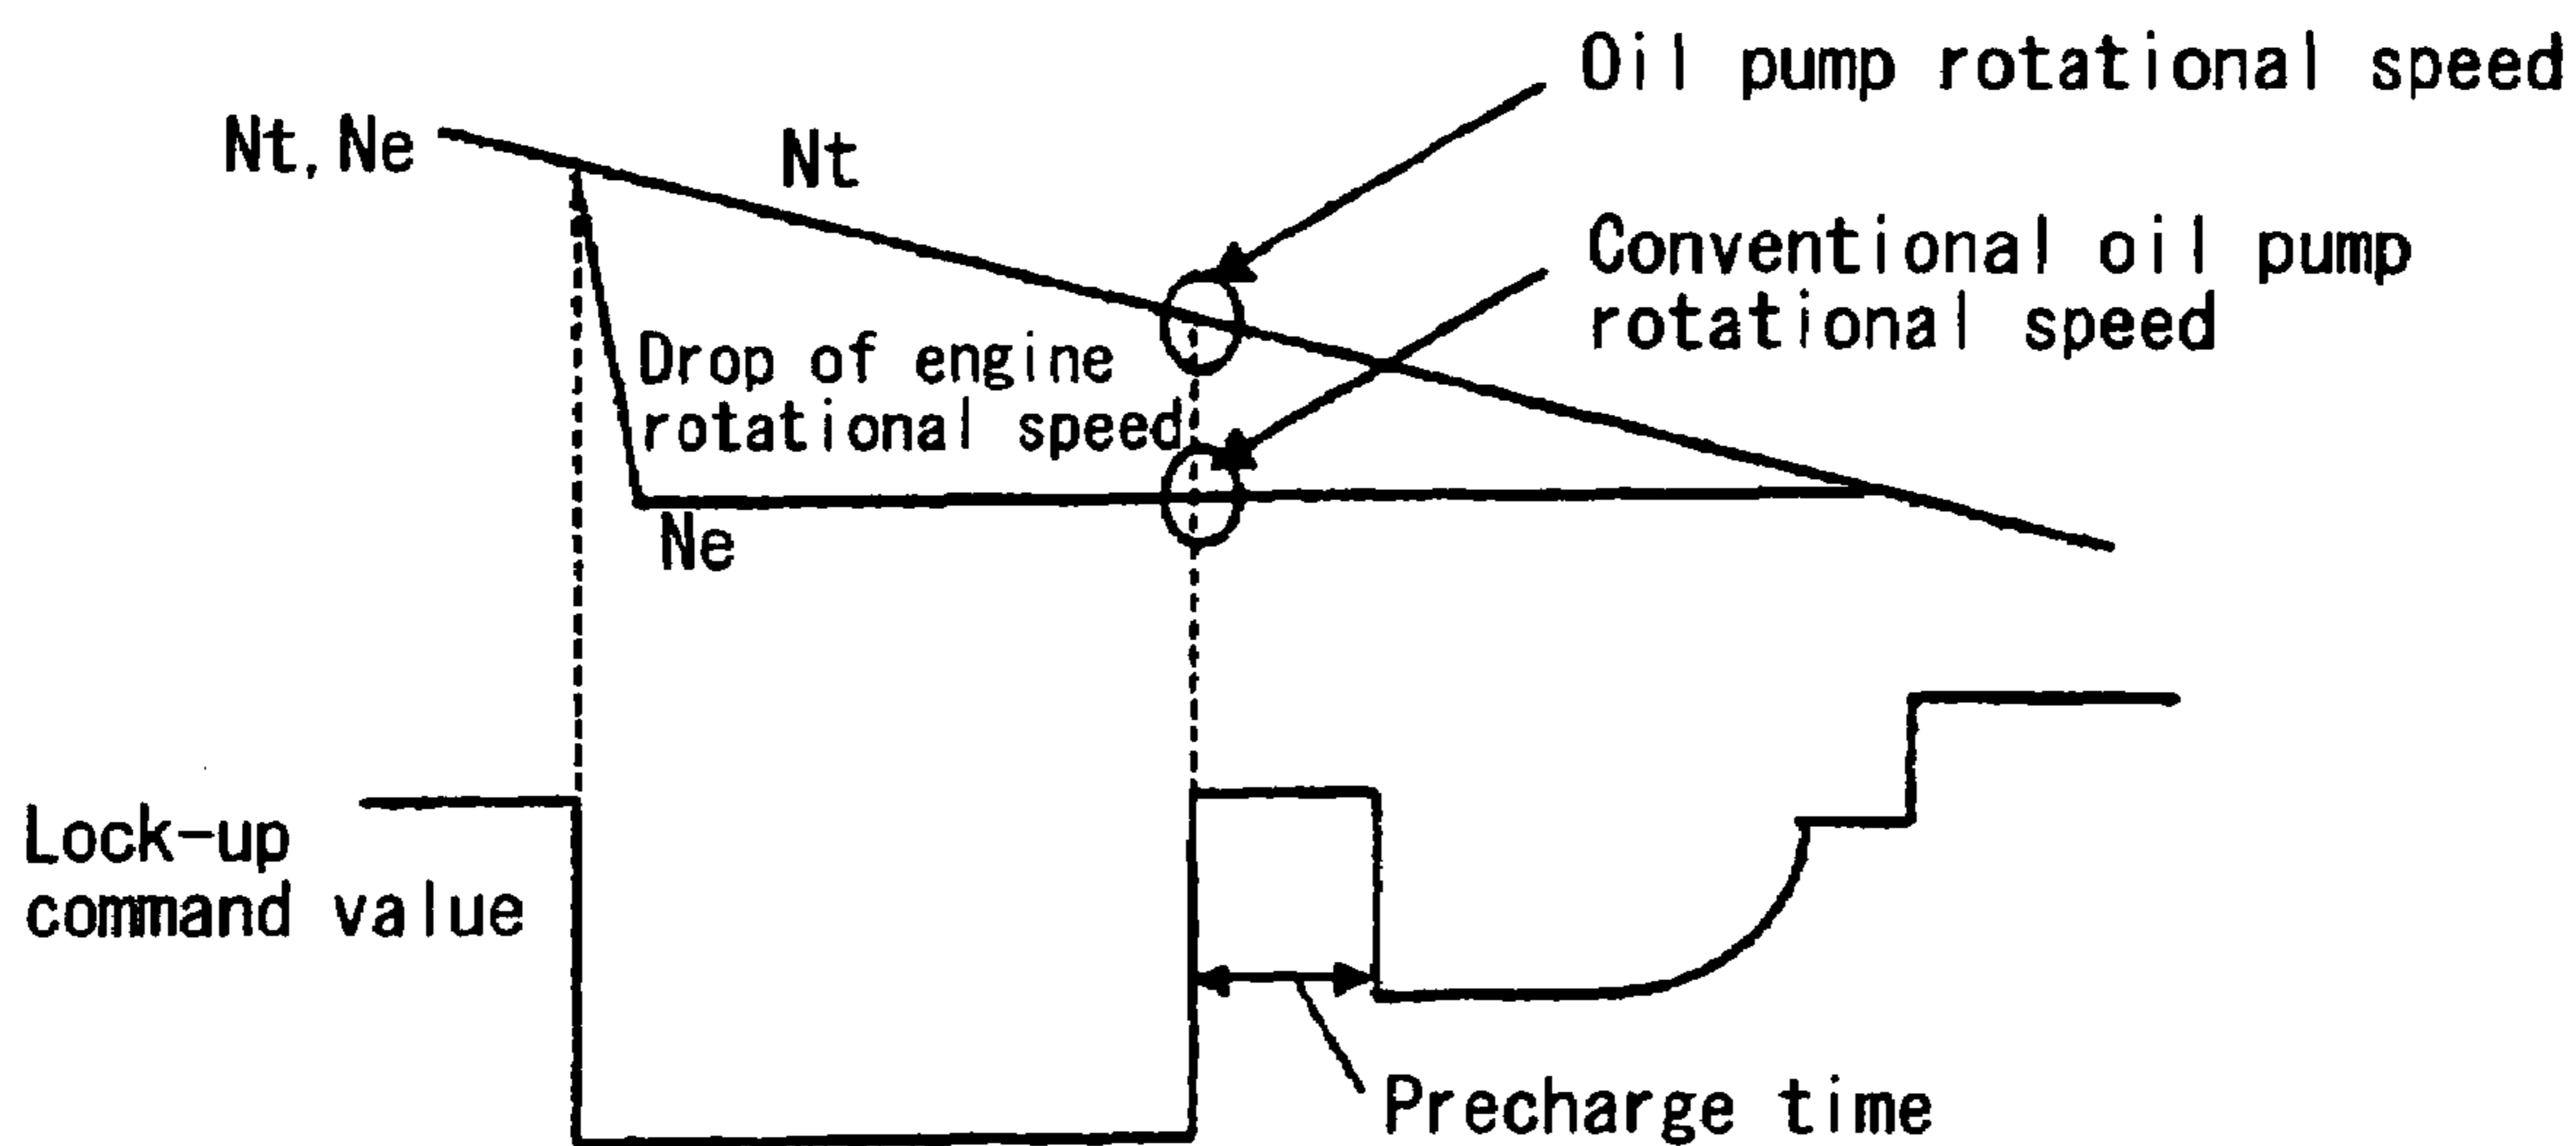 Oil pump rotational speed
Nt, Ne
Nt
Conventional oil pump
rotational speed
Drop of engine
rotational speed
Ne
Lock-up
command value
Precharge time